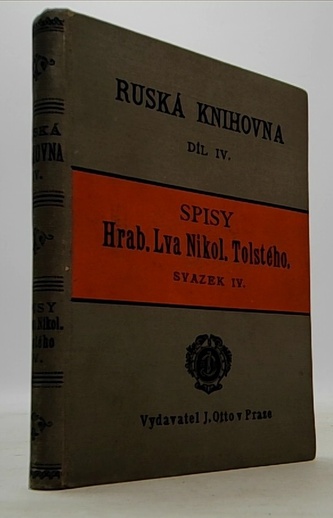 RUSKÁ KNIHOVNA
DÍL IV.
SPISY
Hrab. Lva Nikol. Tolstého.
SVAZEK IV.
Vydavatel J. Otto v Praze